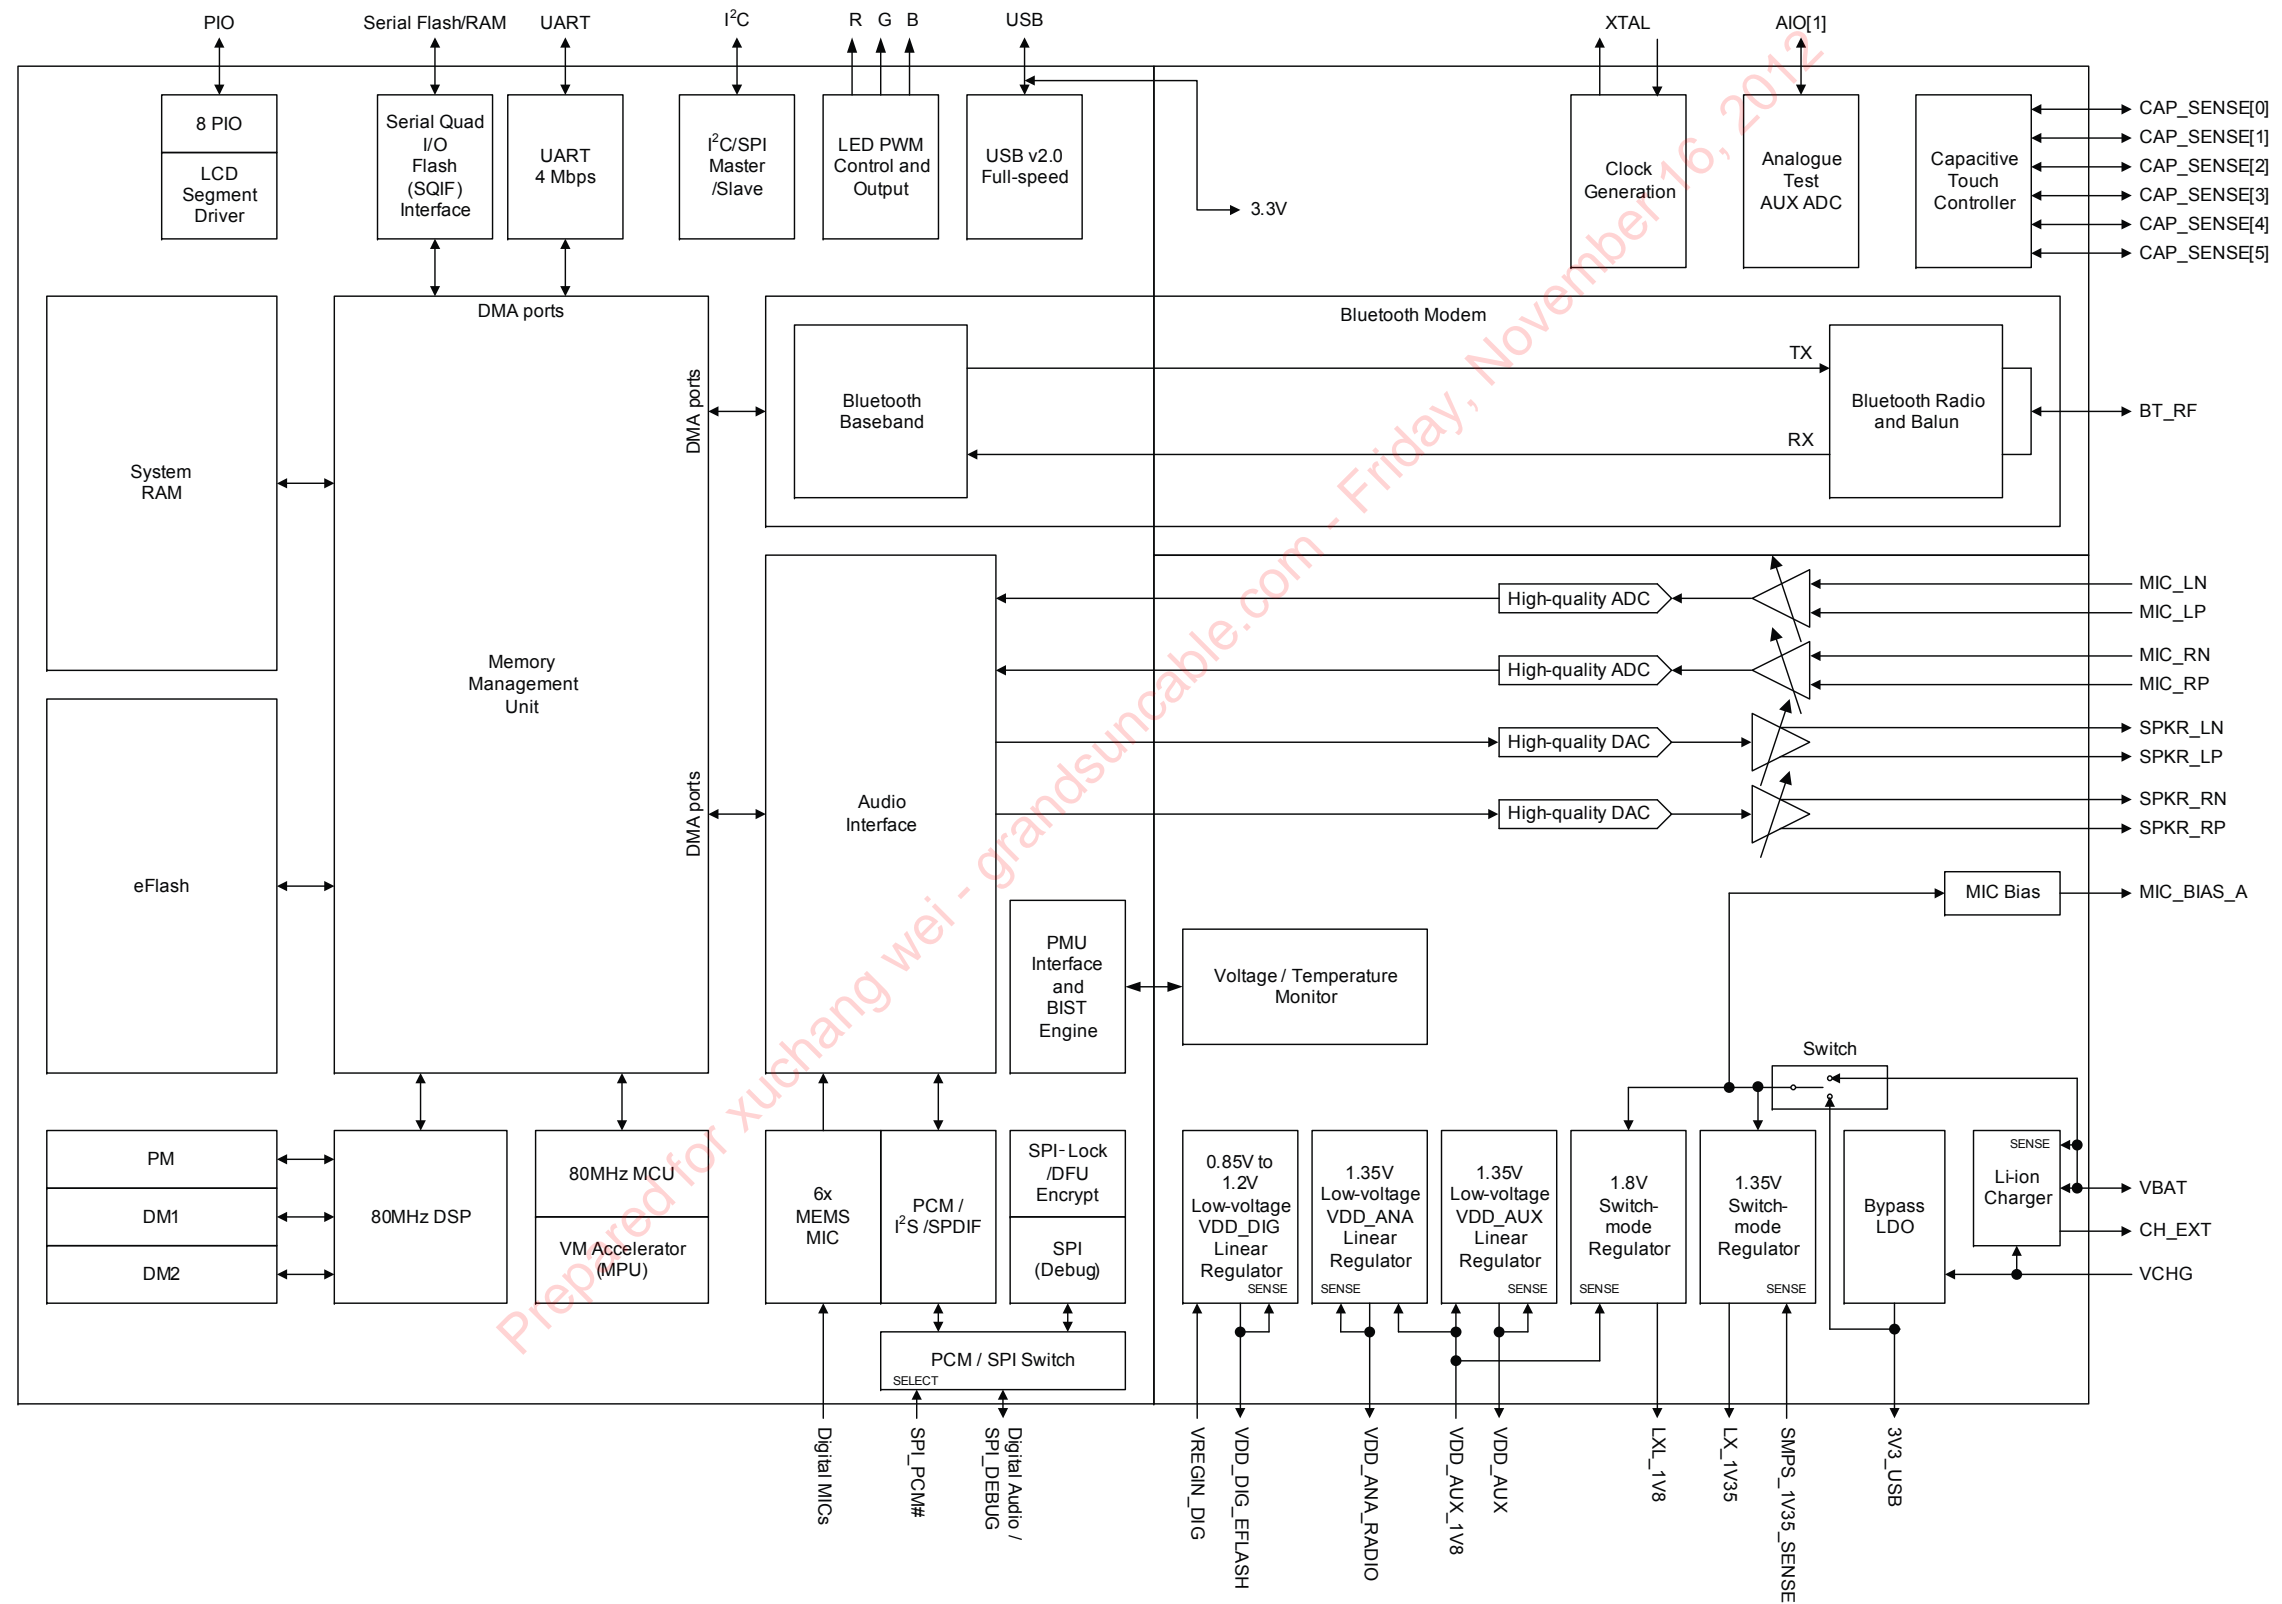 PIO
Serial Flash/RAM
UART
I²C
R G B
USB
XTAL
AIO[1]
8 PIO
LCD
Segment
Driver
Serial Quad
I/O
Flash
(SQIF)
Interface
UART
4 Mbps
I²C/SPI
Master
/Slave
LED PWM
Control and
Output
USB v2.0
Full-speed
3.3V
Clock
Generation
Analogue
Test
AUX ADC
Capacitive
Touch
Controller
CAP_SENSE[0]
CAP_SENSE[1]
CAP_SENSE[2]
CAP_SENSE[3]
CAP_SENSE[4]
CAP_SENSE[5]
System
RAM
eFlash
DMA ports
DMA ports
DMA ports
Memory
Management
Unit
Bluetooth Modem
Bluetooth
Baseband
TX
RX
Bluetooth Radio
and Balun
BT_RF
Audio
Interface
High-quality ADC
High-quality ADC
High-quality DAC
High-quality DAC
MIC_LN
MIC_LP
MIC_RN
MIC_RP
SPKR_LN
SPKR_LP
SPKR_RN
SPKR_RP
MIC Bias
MIC_BIAS_A
PMU
Interface
and
BIST
Engine
Voltage / Temperature
Monitor
Switch
PM
DM1
DM2
80MHz DSP
80MHz MCU
VM Accelerator
(MPU)
6x
MEMS
MIC
PCM /
I²S /SPDIF
SPI-Lock
/DFU
Encrypt
SPI
(Debug)
PCM / SPI Switch
SELECT
0.85V to
1.2V
Low-voltage
VDD_DIG
Linear
Regulator
SENSE
1.35V
Low-voltage
VDD_ANA
Linear
Regulator
SENSE
1.35V
Low-voltage
VDD_AUX
Linear
Regulator
SENSE
1.8V
Switch-
mode
Regulator
SENSE
1.35V
Switch-
mode
Regulator
SENSE
Bypass
LDO
SENSE
Li-ion
Charger
VBAT
CH_EXT
VCHG
Digital MICs
SPI_PCM#
Digital Audio /
SPI_DEBUG
VREGIN_DIG
VDD_DIG_EFLASH
VDD_ANA_RADIO
VDD_AUX_1V8
VDD_AUX
LXL_1V8
LX_1V35
SMPS_1V35_SENSE
3V3_USB
Prepared for xuchang wei - grandsuncable.com - Friday, November 16, 2012